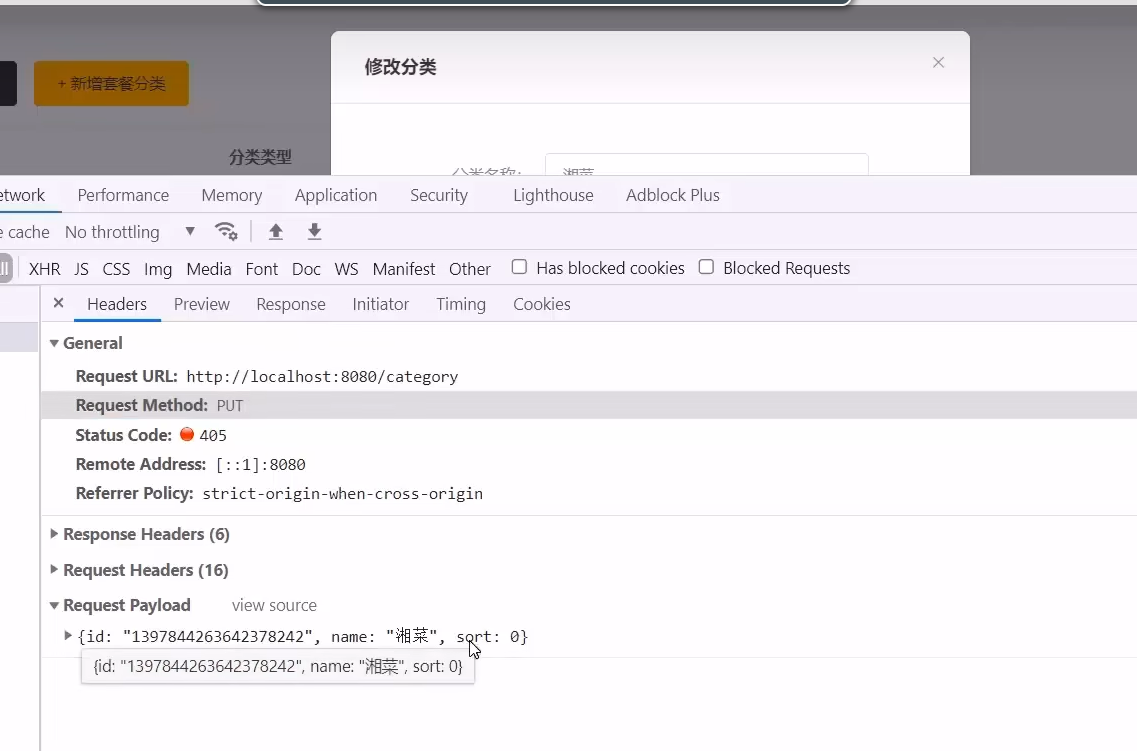 修改分类
+ 新增套餐分类
分类类型
分类名称: 湘菜
etwork Performance Memory Application Security Lighthouse Adblock Plus
e cache No throttling
ll XHR JS CSS Img Media Font Doc WS Manifest Other Has blocked cookies Blocked Requests
Headers Preview Response Initiator Timing Cookies
General
Request URL: http://localhost:8080/category
Request Method: PUT
Status Code: 405
Remote Address: [::1]:8080
Referrer Policy: strict-origin-when-cross-origin
Response Headers (6)
Request Headers (16)
Request Payload view source
{id: "1397844263642378242", name: "湘菜", sort: 0}
{id: "1397844263642378242", name: "湘菜", sort: 0}